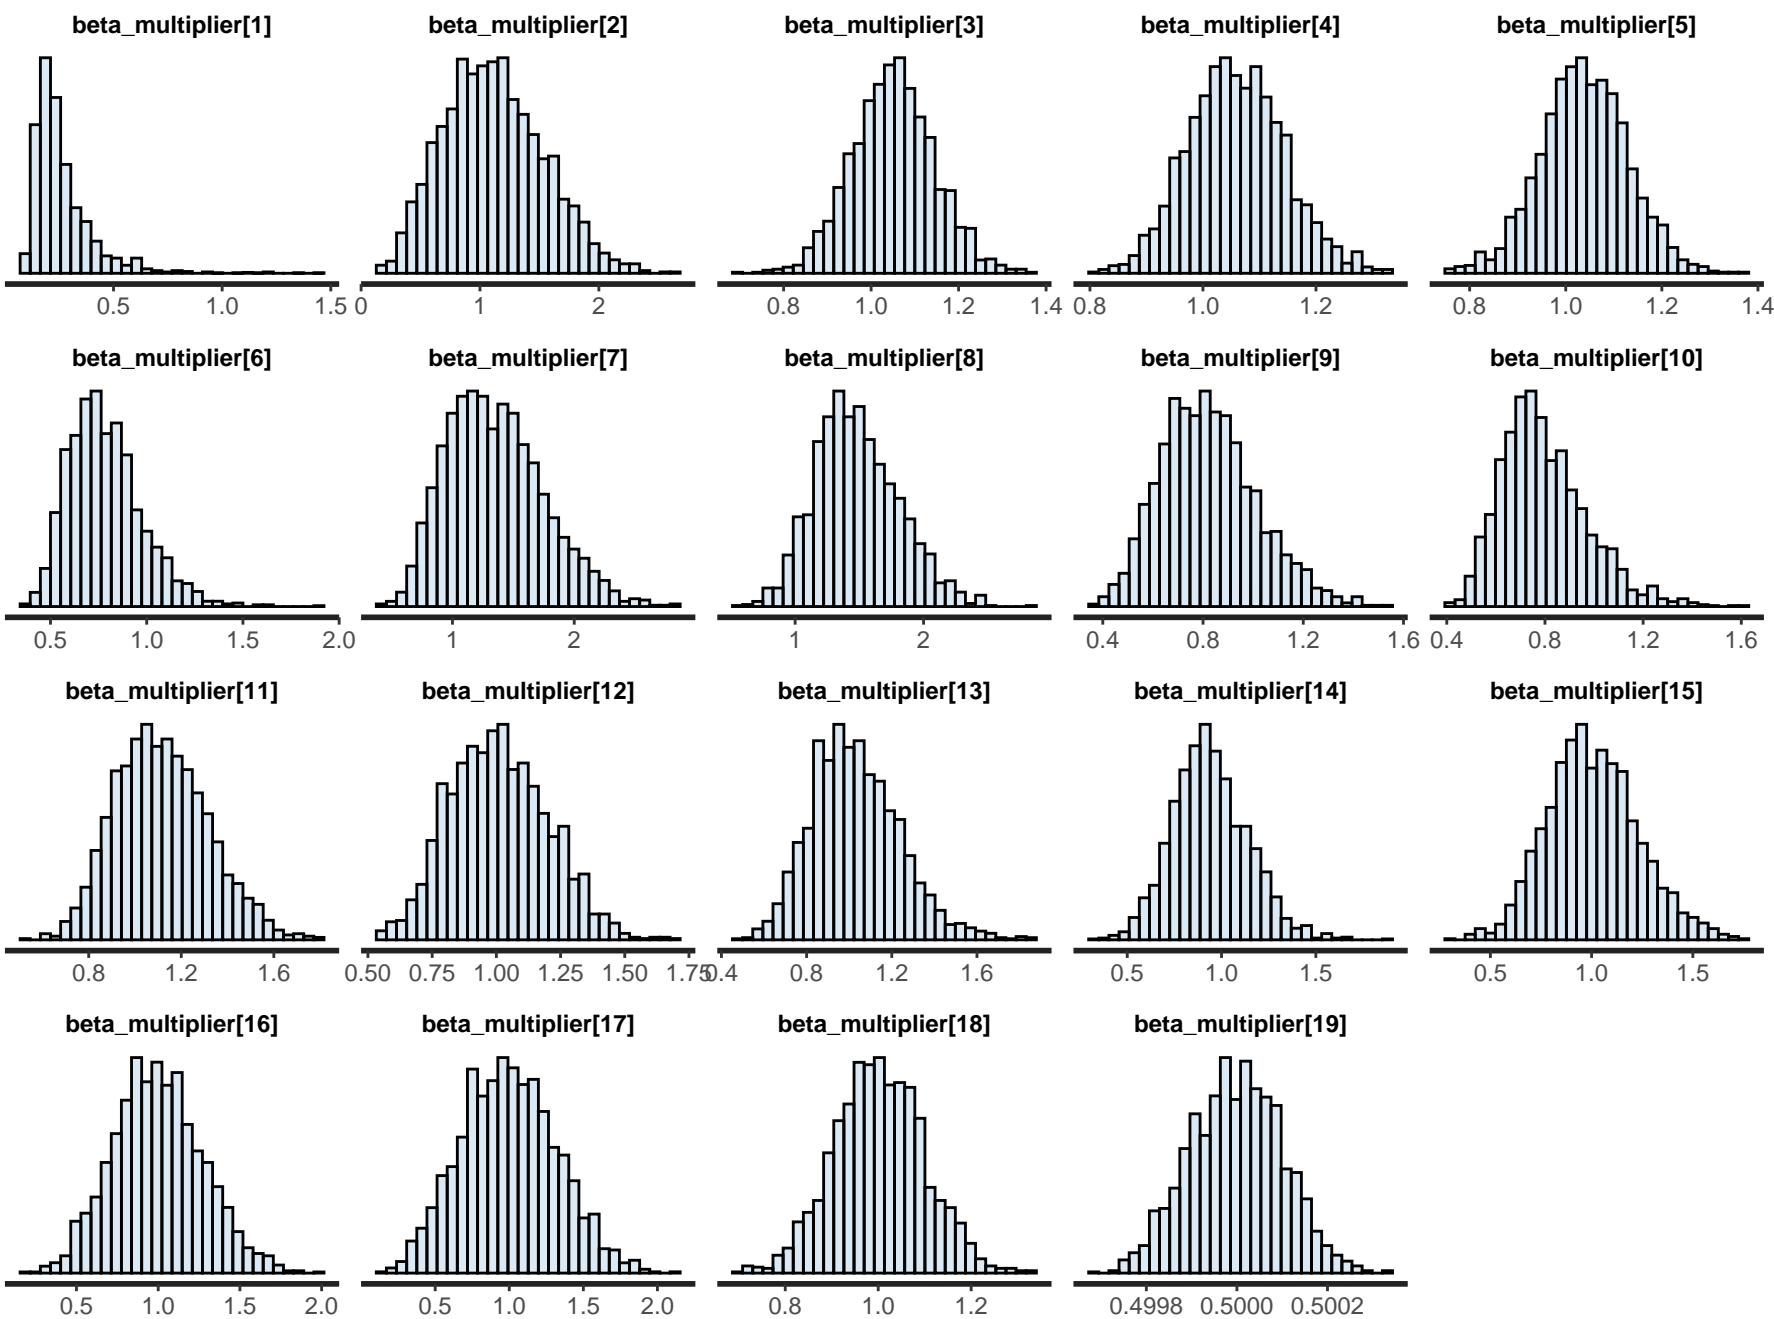 beta_multiplier[1] beta_multiplier[2] beta_multiplier[3] beta_multiplier[4] beta_multiplier[5]
0.5 1.0 1.5 0 1 2 0.8 1.0 1.2 1.4 0.8 1.0 1.2 0.8 1.0 1.2 1.4
beta_multiplier[6] beta_multiplier[7] beta_multiplier[8] beta_multiplier[9] beta_multiplier[10]
0.5 1.0 1.5 2.0 1 2 1 2 0.4 0.8 1.2 1.6 0.4 0.8 1.2 1.6
beta_multiplier[11] beta_multiplier[12] beta_multiplier[13] beta_multiplier[14] beta_multiplier[15]
0.8 1.2 1.6 0.50 0.75 1.00 1.25 1.50 1.75 0.4 0.8 1.2 1.6 0.5 1.0 1.5 0.5 1.0 1.5
beta_multiplier[16] beta_multiplier[17] beta_multiplier[18] beta_multiplier[19]
0.5 1.0 1.5 2.0 0.5 1.0 1.5 2.0 0.8 1.0 1.2 0.4998 0.5000 0.5002